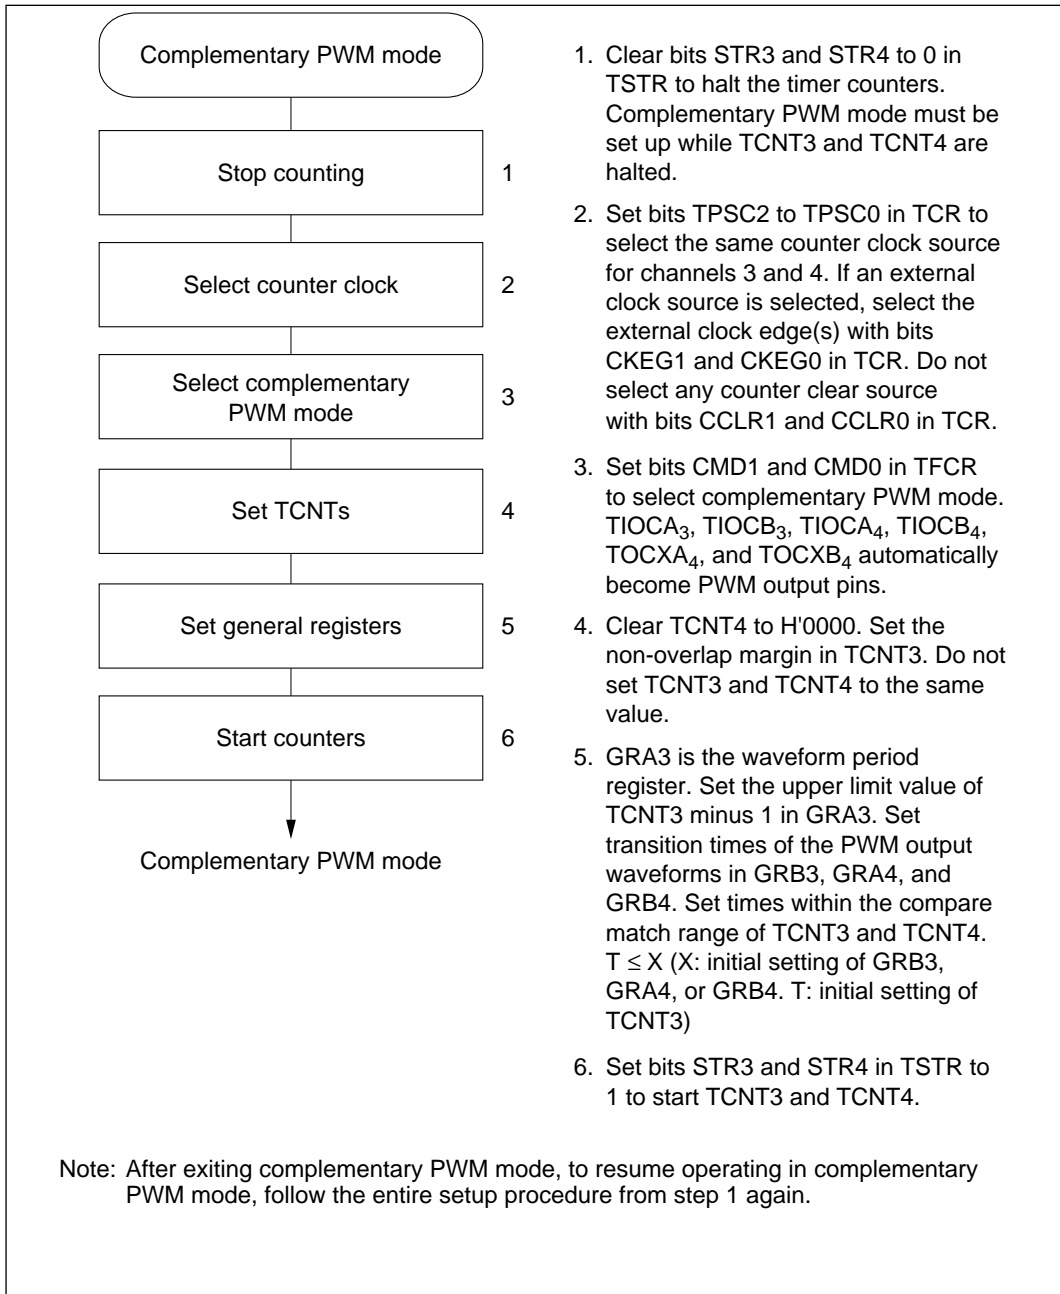 Complementary PWM mode
Stop counting
1
Select counter clock
2
Select complementary
PWM mode
3
Set TCNTs
4
Set general registers
5
Start counters
6
Complementary PWM mode
1. Clear bits STR3 and STR4 to 0 in
TSTR to halt the timer counters.
Complementary PWM mode must be
set up while TCNT3 and TCNT4 are
halted.
2. Set bits TPSC2 to TPSC0 in TCR to
select the same counter clock source
for channels 3 and 4. If an external
clock source is selected, select the
external clock edge(s) with bits
CKEG1 and CKEG0 in TCR. Do not
select any counter clear source
with bits CCLR1 and CCLR0 in TCR.
3. Set bits CMD1 and CMD0 in TFCR
to select complementary PWM mode.
TIOCA₃, TIOCB₃, TIOCA₄, TIOCB₄,
TOCXA₄, and TOCXB₄ automatically
become PWM output pins.
4. Clear TCNT4 to H'0000. Set the
non-overlap margin in TCNT3. Do not
set TCNT3 and TCNT4 to the same
value.
5. GRA3 is the waveform period
register. Set the upper limit value of
TCNT3 minus 1 in GRA3. Set
transition times of the PWM output
waveforms in GRB3, GRA4, and
GRB4. Set times within the compare
match range of TCNT3 and TCNT4.
T ≤ X (X: initial setting of GRB3,
GRA4, or GRB4. T: initial setting of
TCNT3)
6. Set bits STR3 and STR4 in TSTR to
1 to start TCNT3 and TCNT4.
Note: After exiting complementary PWM mode, to resume operating in complementary
PWM mode, follow the entire setup procedure from step 1 again.